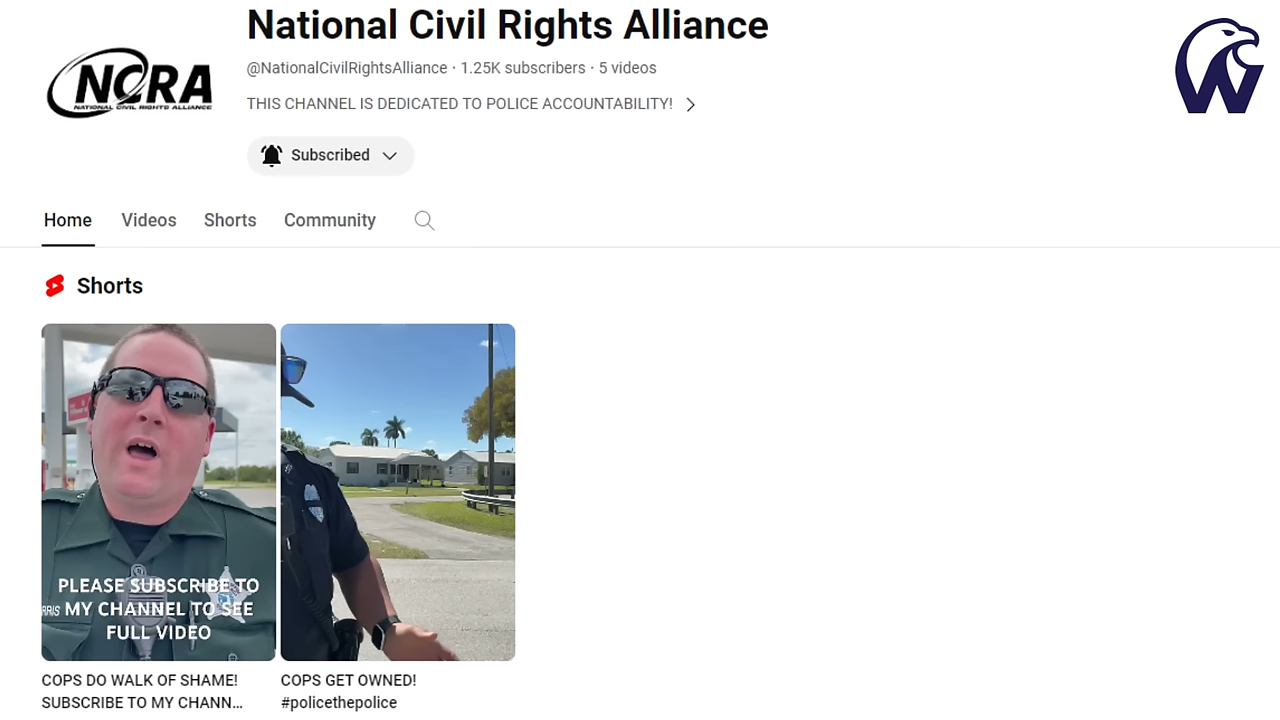 National Civil Rights Alliance
NCRA
NATIONAL CIVIL RIGHTS ALLIANCE
@NationalCivilRightsAlliance · 1.25K subscribers · 5 videos
THIS CHANNEL IS DEDICATED TO POLICE ACCOUNTABILITY!
Subscribed
Home Videos Shorts Community
Shorts
PLEASE SUBSCRIBE TO
MY CHANNEL TO SEE
FULL VIDEO
COPS DO WALK OF SHAME!
SUBSCRIBE TO MY CHANN...
COPS GET OWNED!
#policethepolice